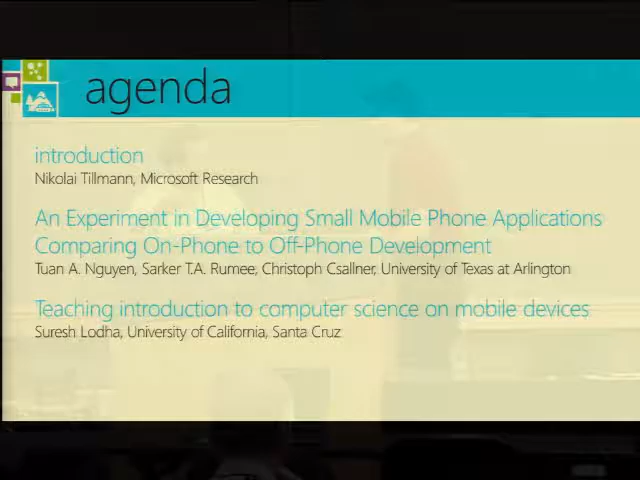 agenda
introduction
Nikolai Tillmann, Microsoft Research
An Experiment in Developing Small Mobile Phone Applications
Comparing On-Phone to Off-Phone Development
Tuan A. Nguyen, Sarker T.A. Rumee, Christoph Csallner, University of Texas at Arlington
Teaching introduction to computer science on mobile devices
Suresh Lodha, University of California, Santa Cruz